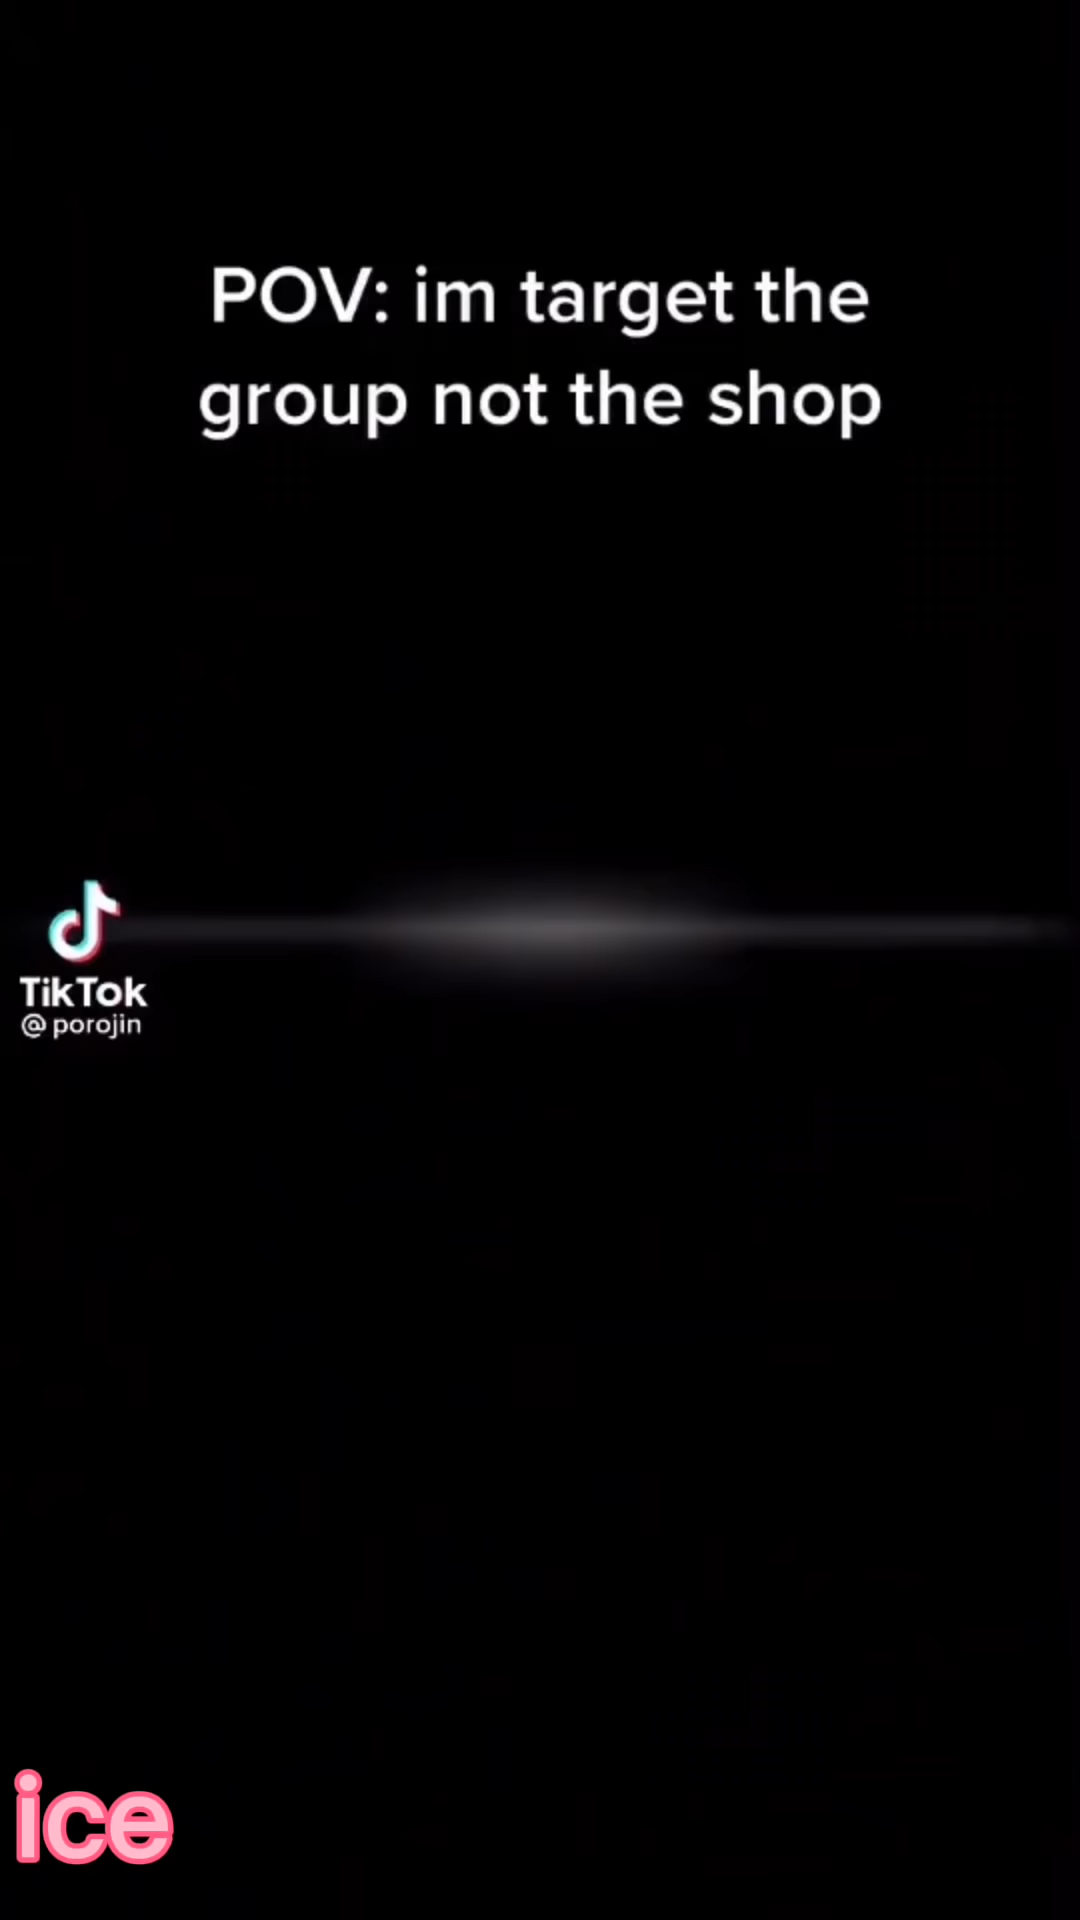 POV: im target the
group not the shop
TikTok
@porojin
ice